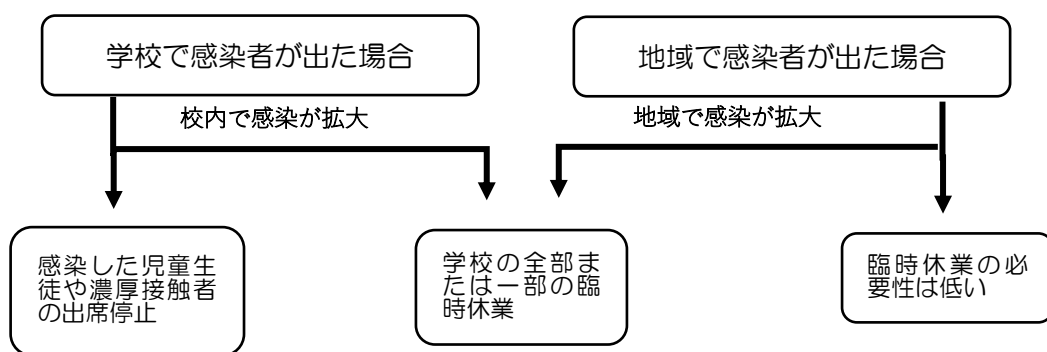 学校で感染者が出た場合
地域で感染者が出た場合
校内で感染が拡大
地域で感染が拡大
感染した児童生
徒や濃厚接触者
の出席停止
学校の全部ま
たは一部の臨
時休業
臨時休業の必
要性は低い